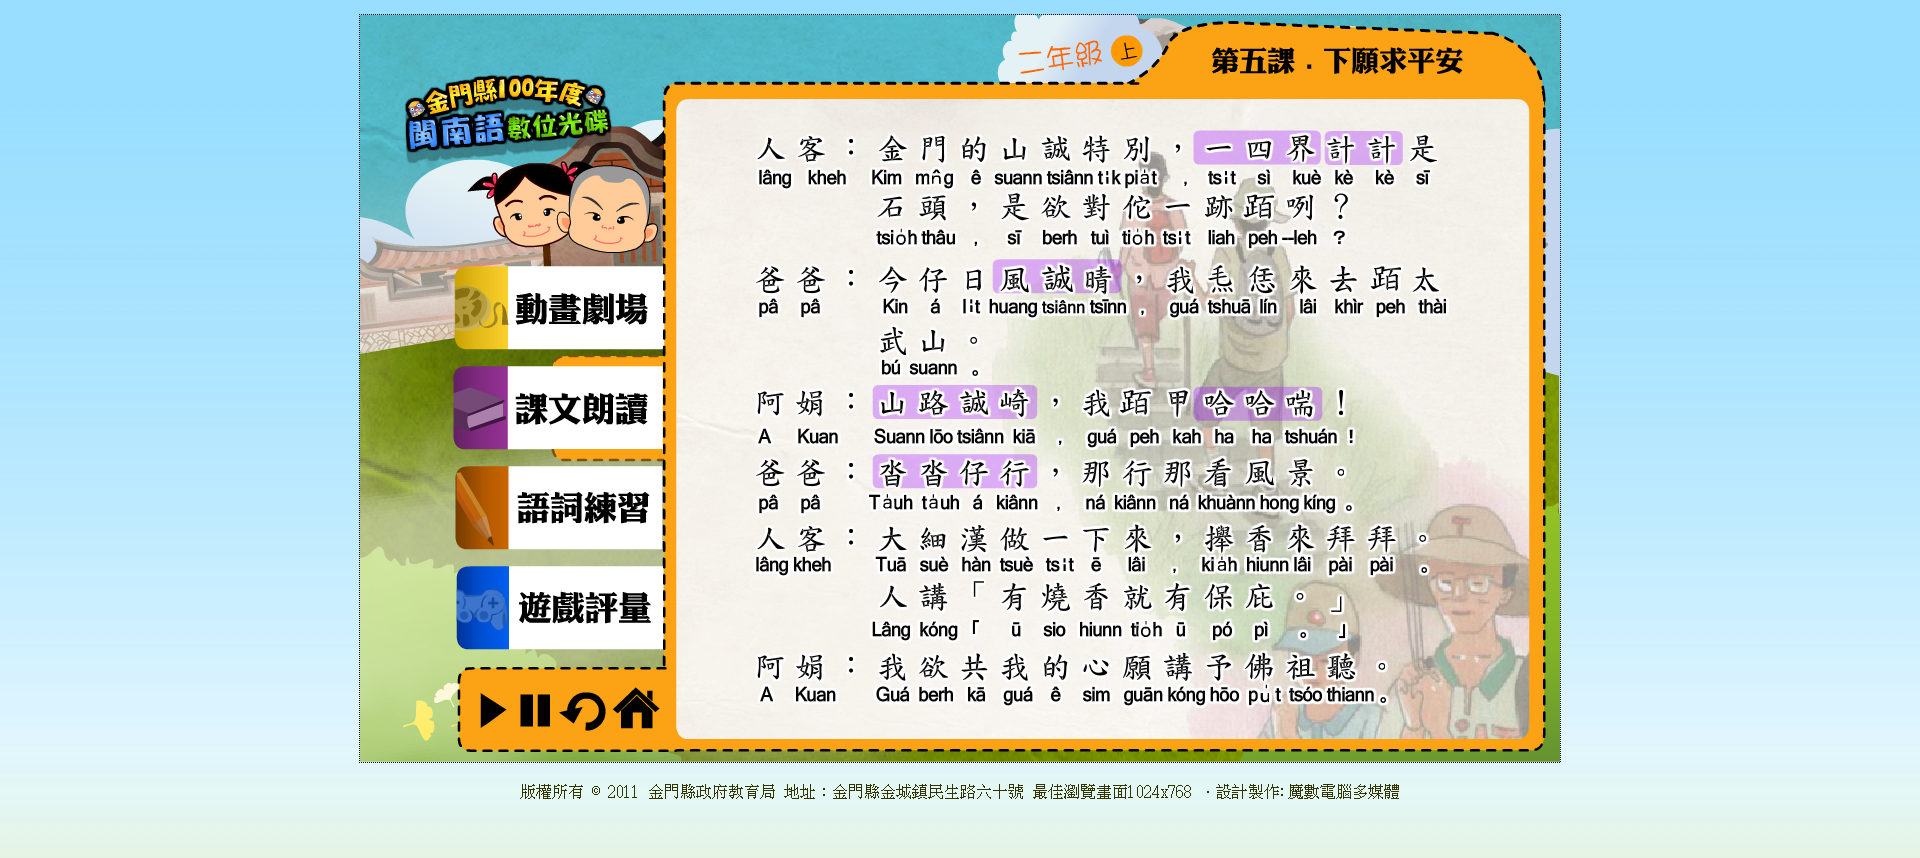 二年級 上
第五課．下願求平安
金門縣100年度
閩南語數位光碟
動畫劇場
課文朗讀
語詞練習
遊戲評量
人客：金門的山誠特別，一四界計計是
lâng kheh Kim mn̂g ê suann tsiânn ti̍k pia̍t , tsi̍t sì kuè kè kè sī
石頭，是欲對佗一跡踄咧？
tsio̍h thâu , sī berh tuì tio̍h tsi̍t liah peh --leh ?
爸爸：今仔日風誠晴，我𤆬恁來去踄太
pâ pâ Kin á li̍t huang tsiânn tsīnn , guá tshuā lín lâi khìr peh thài
武山。
bú suann 。
阿娟：山路誠崎，我踄甲哈哈喘！
A Kuan Suann lōo tsiânn kiā , guá peh kah ha ha tshuán !
爸爸：沓沓仔行，那行那看風景。
pâ pâ Ta̍uh ta̍uh á kiânn , ná kiânn ná khuànn hong kíng 。
人客：大細漢做一下來，攑香來拜拜。
lâng kheh Tuā suè hàn tsuè tsi̍t ē lâi , kia̍h hiunn lâi pài pài 。
人講「有燒香就有保庇。」
Lâng kóng「 ū sio hiunn tio̍h ū pó pì 。」
阿娟：我欲共我的心願講予佛祖聽。
A Kuan Guá berh kā guá ê sim guān kóng hōo pu̍t tsóo thiann 。
版權所有 © 2011 金門縣政府教育局 地址：金門縣金城鎮民生路六十號 最佳瀏覽畫面1024x768 ‧設計製作: 魔數電腦多媒體